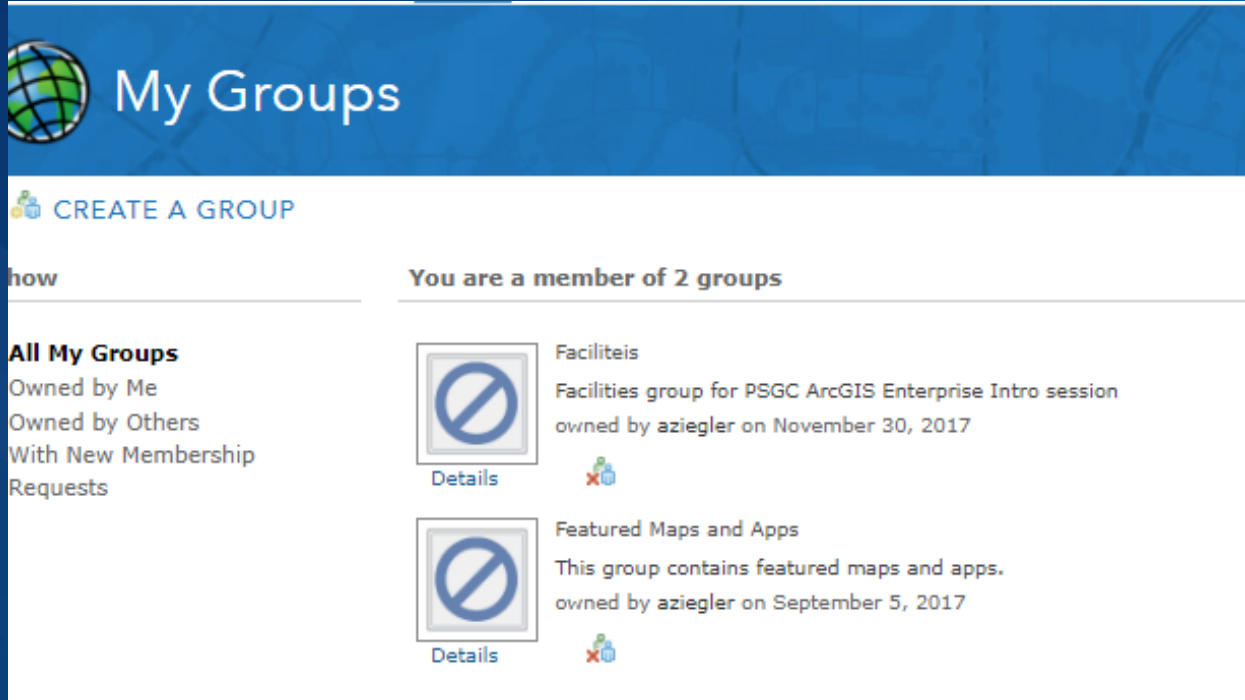 My Groups
CREATE A GROUP
how
All My Groups
Owned by Me
Owned by Others
With New Membership
Requests
You are a member of 2 groups
Faciliteis
Facilities group for PSGC ArcGIS Enterprise Intro session
owned by aziegler on November 30, 2017
Details
Featured Maps and Apps
This group contains featured maps and apps.
owned by aziegler on September 5, 2017
Details